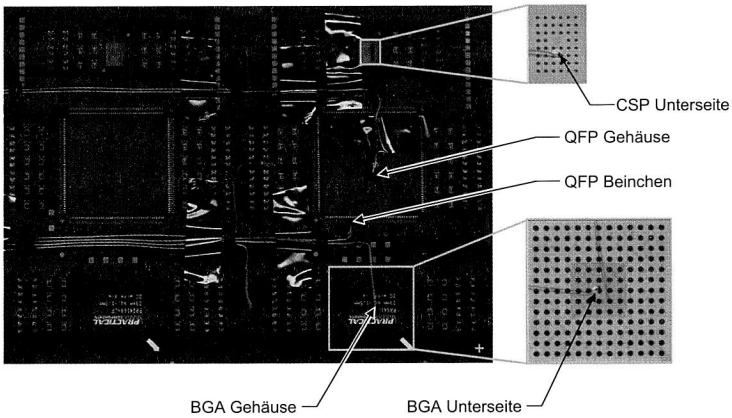 CSP Unterseite
QFP Gehäuse
QFP Beinchen
PRACTICAL
PRACTICAL
BGA Gehäuse
BGA Unterseite